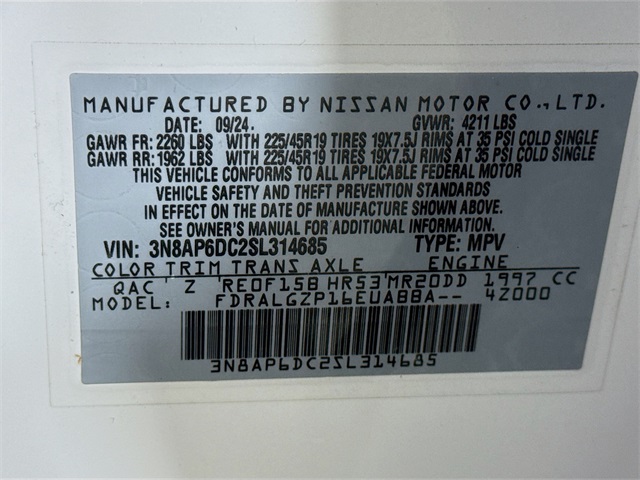 MANUFACTURED BY NISSAN MOTOR CO., LTD.
DATE: 09/24. GVWR: 4211 LBS
GAWR FR: 2260 LBS WITH 225/45R19 TIRES 19X7.5J RIMS AT 35 PSI COLD SINGLE
GAWR RR: 1962 LBS WITH 225/45R19 TIRES 19X7.5J RIMS AT 35 PSI COLD SINGLE
THIS VEHICLE CONFORMS TO ALL APPLICABLE FEDERAL MOTOR
VEHICLE SAFETY AND THEFT PREVENTION STANDARDS
IN EFFECT ON THE DATE OF MANUFACTURE SHOWN ABOVE.
SEE OWNER'S MANUAL FOR ADDITIONAL INFORMATION.
VIN: 3N8AP6DC2SL314685 TYPE: MPV
COLOR TRIM TRANS AXLE ENGINE
QAC Z RE0F15B HR53 MR20DD 1997 CC
MODEL: FDRALGZP16EUA88A-- 4Z000
3N8AP6DC2SL314685